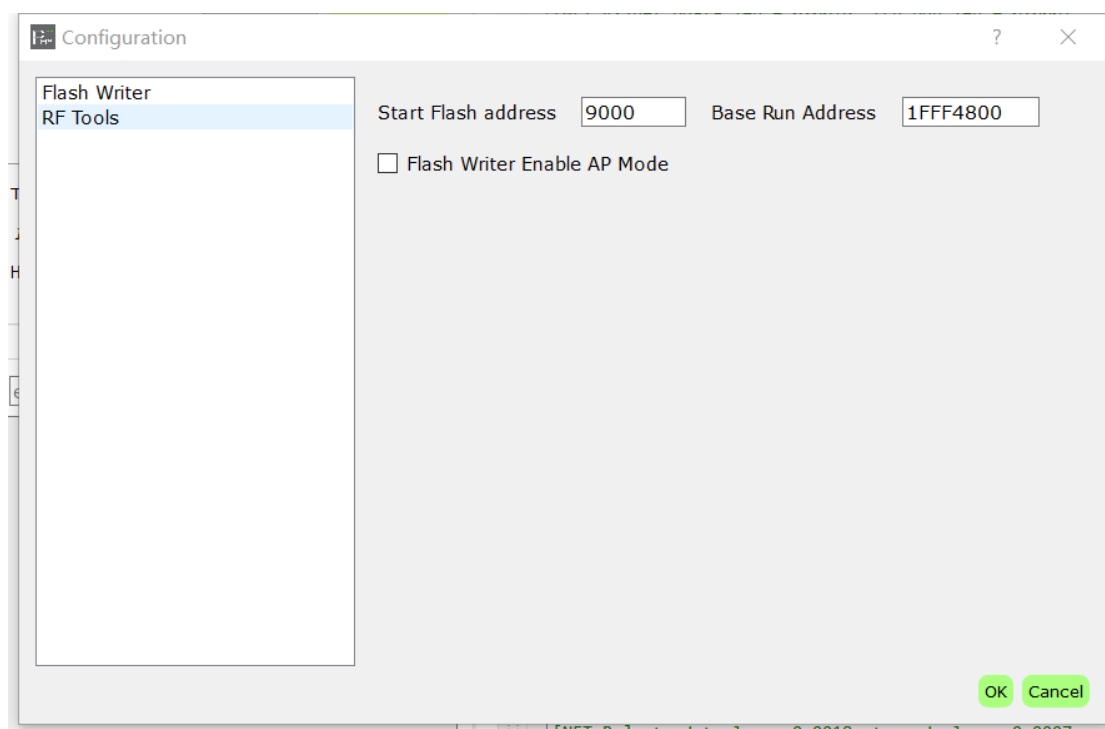 Configuration
Flash Writer
RF Tools
Start Flash address 9000 Base Run Address 1FFF4800
Flash Writer Enable AP Mode
OK Cancel